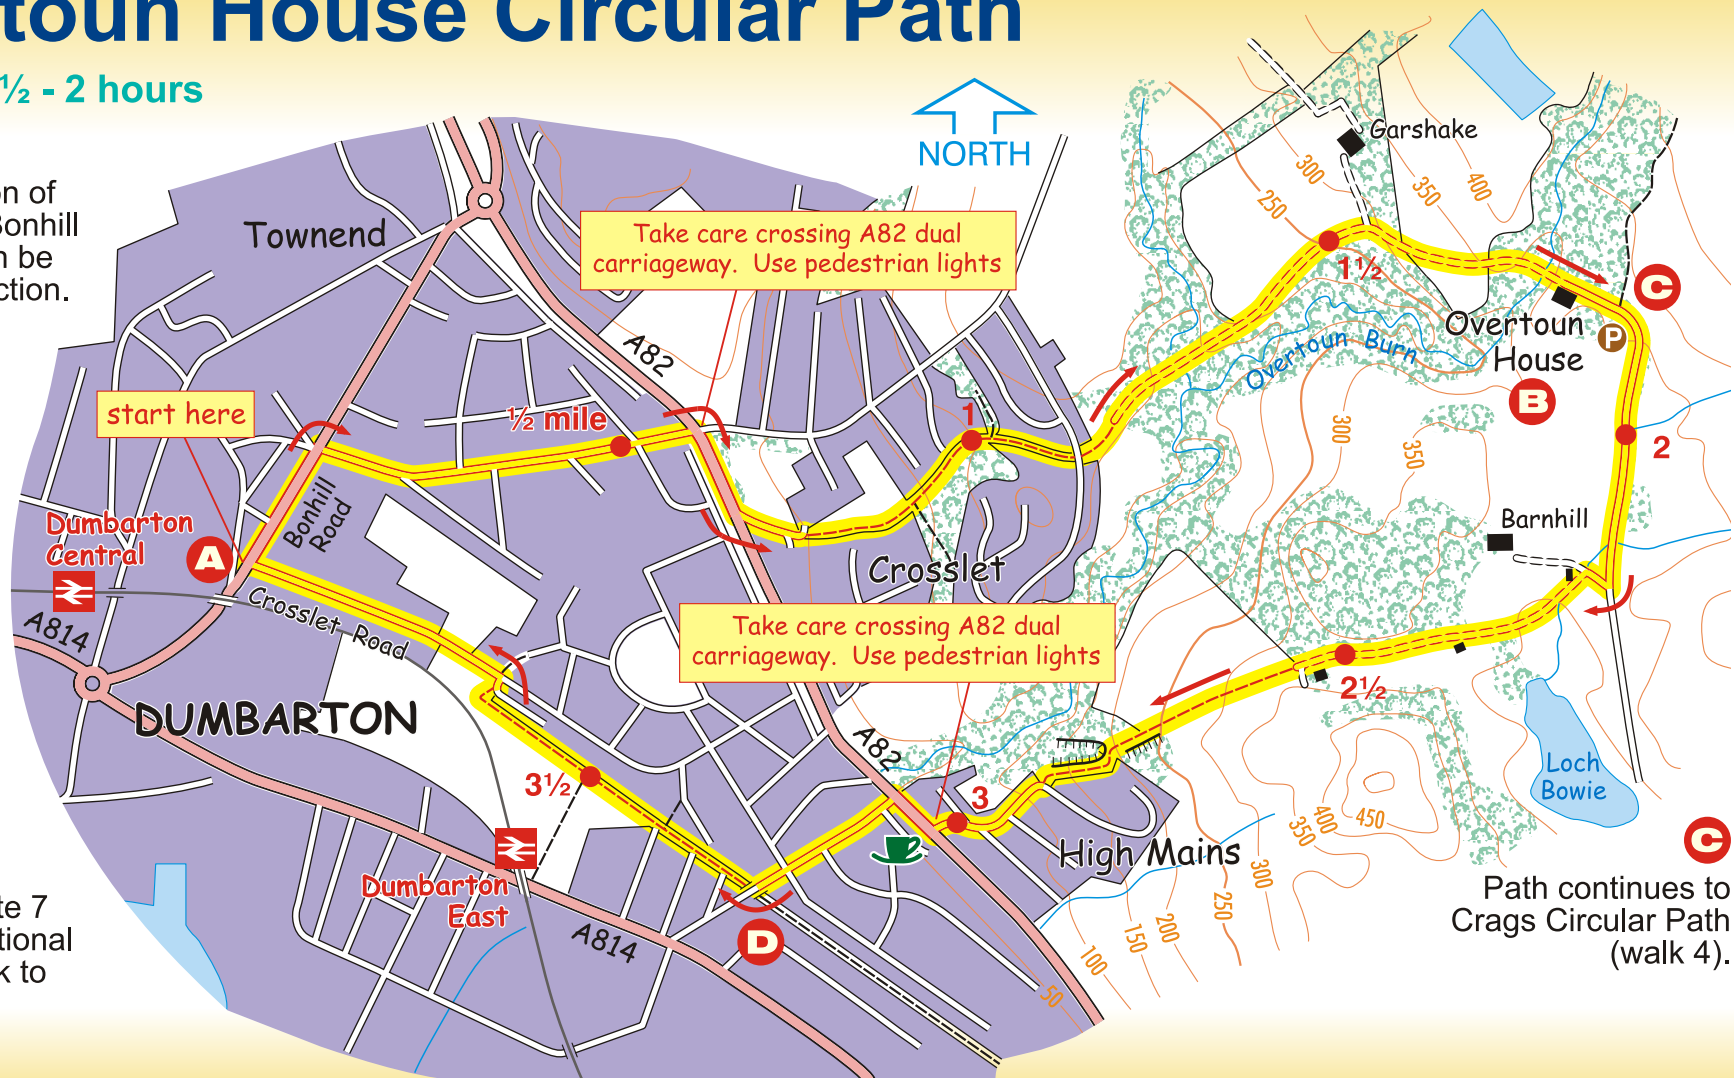 toun House Circular Path
½ - 2 hours
on of
Bonhill
n be
ction.
NORTH
Garshake
300
250
350
400
Townend
Take care crossing A82 dual
carriageway. Use pedestrian lights
1½
C
Overtoun
House
P
B
Overtoun Burn
A82
start here
½ mile
1
300
350
2
Bonhill
Road
Dumbarton
Central
A
Barnhill
Crosslet
A814
Crosslet Road
Take care crossing A82 dual
carriageway. Use pedestrian lights
2½
DUMBARTON
A82
3½
3
Loch
Bowie
350
400
450
High Mains
C
Path continues to
Crags Circular Path
(walk 4).
Dumbarton
East
300
250
200
150
100
50
D
A814
te 7
tional
k to